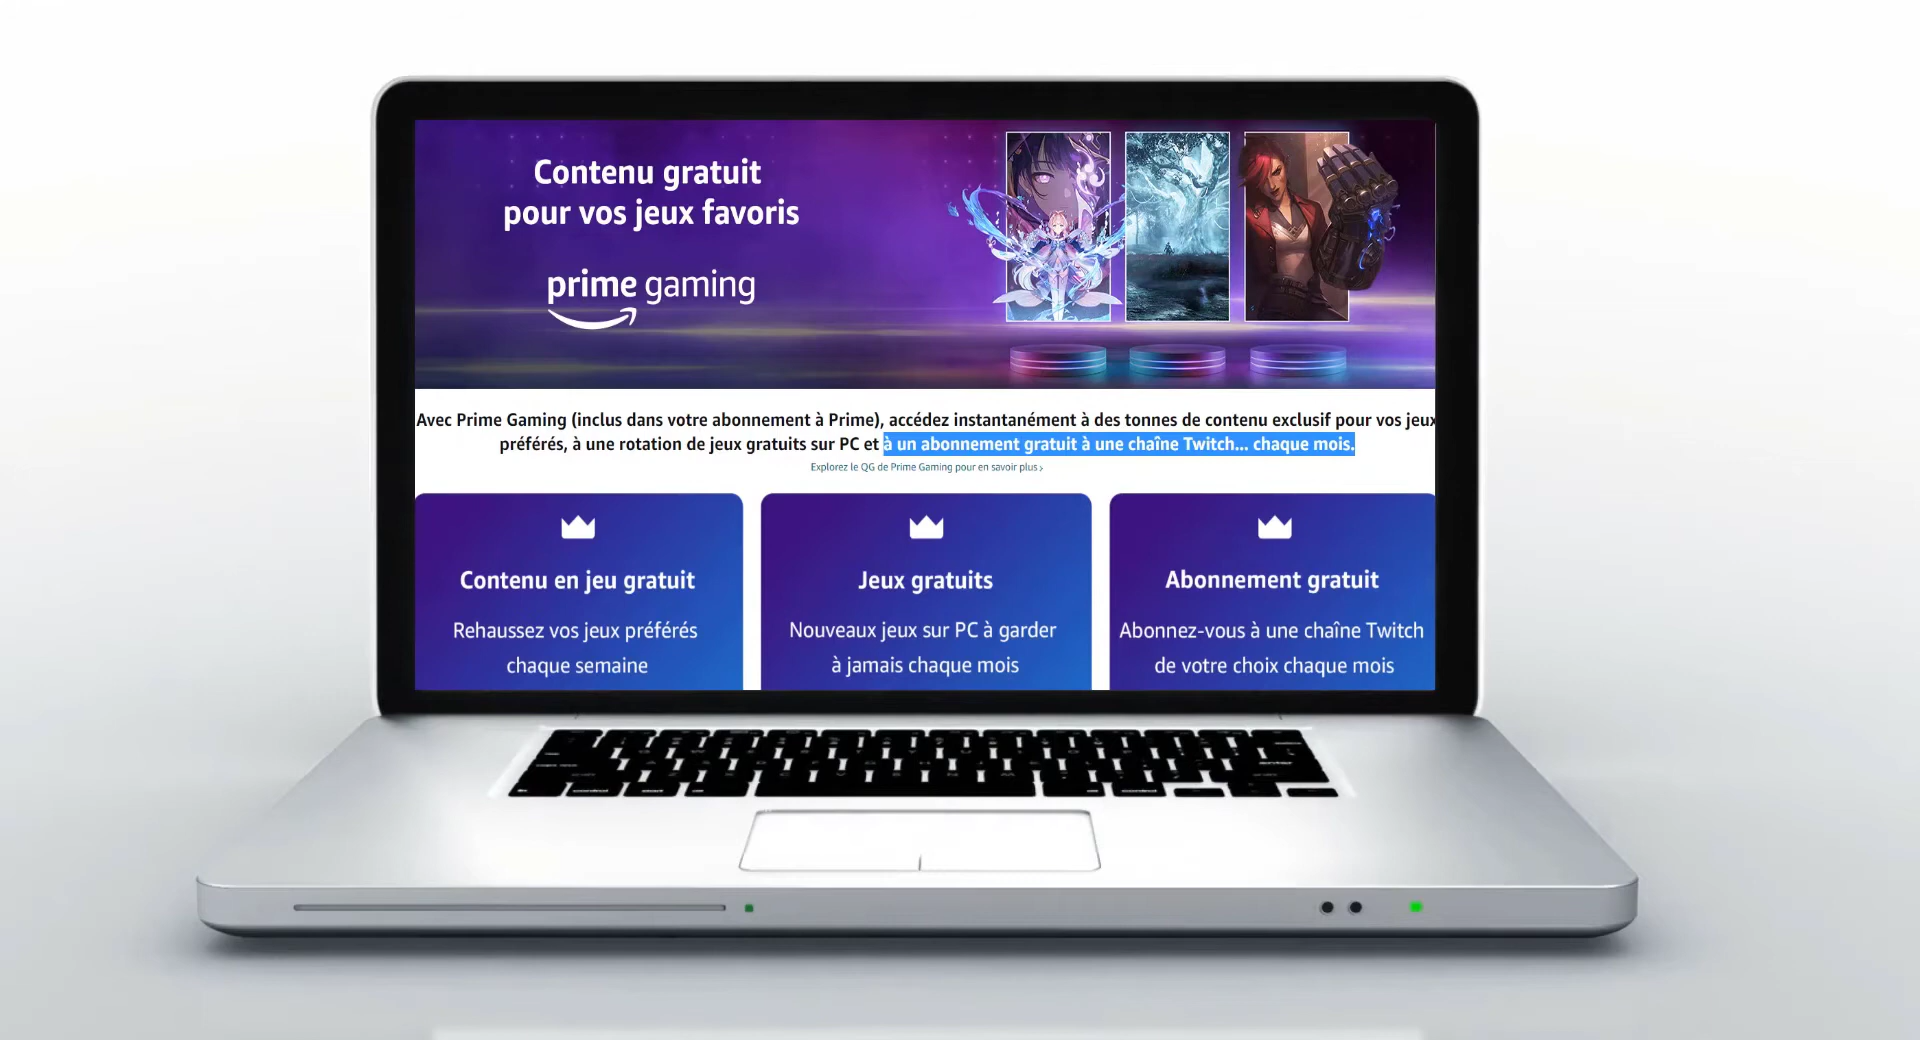 Contenu gratuit
pour vos jeux favoris
prime gaming
Avec Prime Gaming (inclus dans votre abonnement à Prime), accédez instantanément à des tonnes de contenu exclusif pour vos jeux
préférés, à une rotation de jeux gratuits sur PC et à un abonnement gratuit à une chaîne Twitch... chaque mois.
Explorez le QG de Prime Gaming pour en savoir plus ›
Contenu en jeu gratuit
Rehaussez vos jeux préférés
chaque semaine
Jeux gratuits
Nouveaux jeux sur PC à garder
à jamais chaque mois
Abonnement gratuit
Abonnez-vous à une chaîne Twitch
de votre choix chaque mois